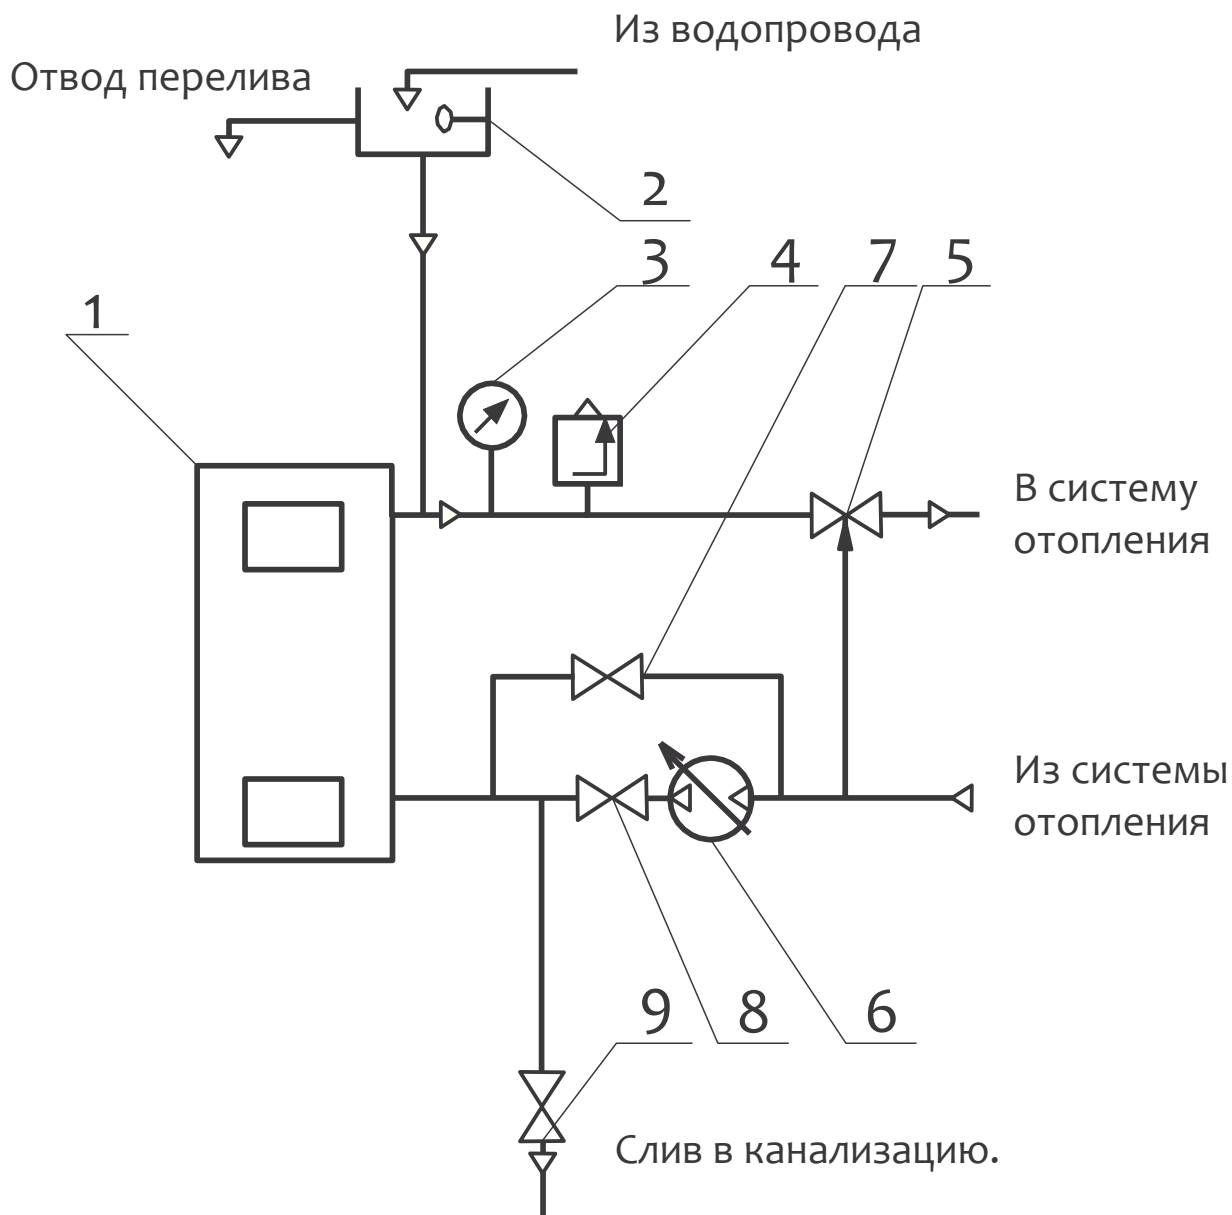 Из водопровода
Отвод перелива
2
3
4
7
5
1
В систему
отопления
Из системы
отопления
9
8
6
Слив в канализацию.